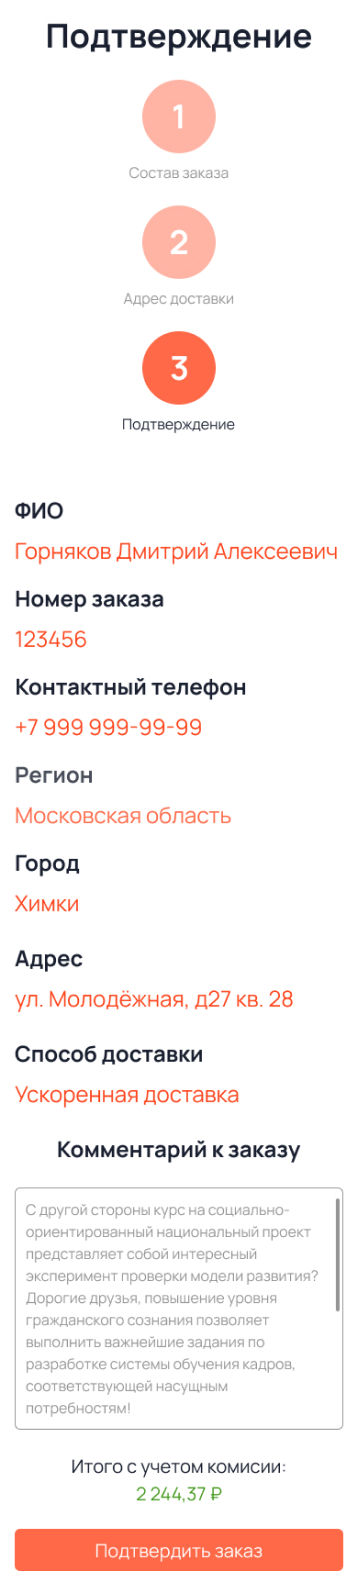 Подтверждение
1
Состав заказа
2
Адрес доставки
3
Подтверждение
ФИО
Горняков Дмитрий Алексеевич
Номер заказа
123456
Контактный телефон
+7 999 999-99-99
Регион
Московская область
Город
Химки
Адрес
ул. Молодёжная, д27 кв. 28
Способ доставки
Ускоренная доставка
Комментарий к заказу
С другой стороны курс на социально-
ориентированный национальный проект
представляет собой интересный
эксперимент проверки модели развития?
Дорогие друзья, повышение уровня
гражданского сознания позволяет
выполнить важнейшие задания по
разработке системы обучения кадров,
соответствующей насущным
потребностям!
Итого с учетом комисии:
2 244,37 ₽
Подтвердить заказ